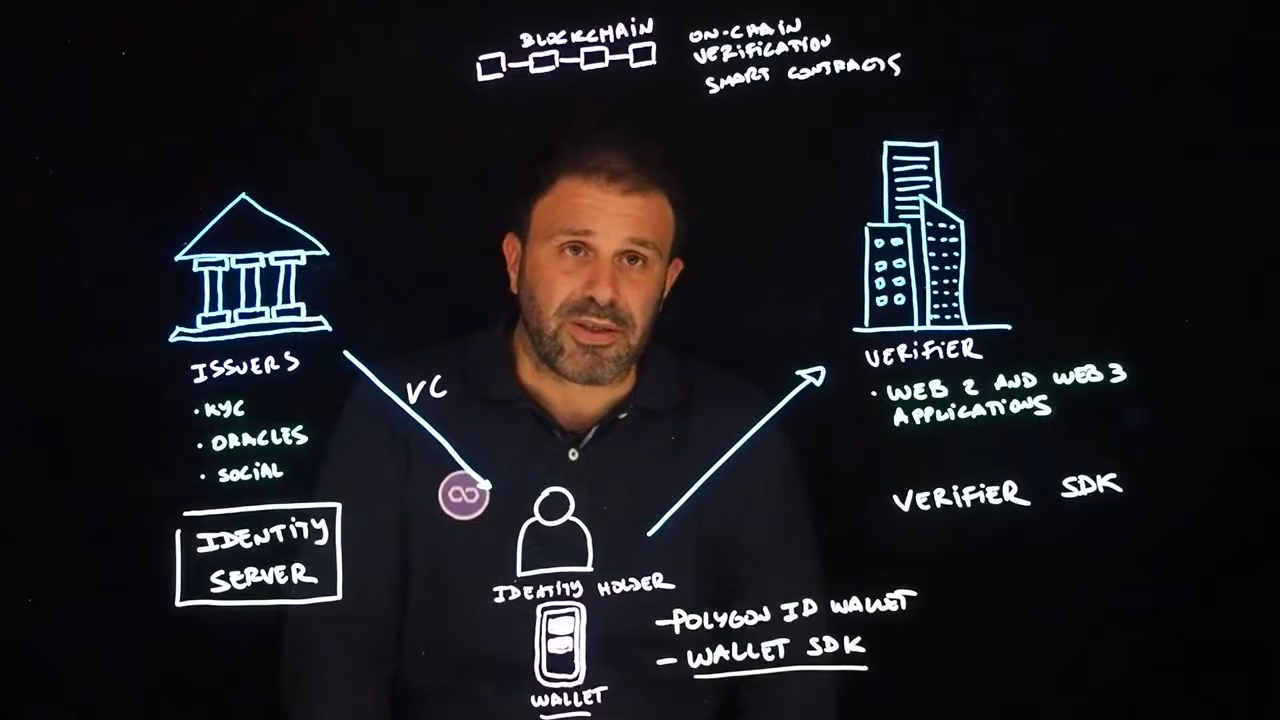 BLOCKCHAIN
ON-CHAIN
VERIFICATION
SMART CONTRACTS
ISSUERS
· KYC
· ORACLES
· SOCIAL
IDENTITY
SERVER
VC
IDENTITY HOLDER
WALLET
- POLYGON ID WALLET
- WALLET SDK
VERIFIER
· WEB 2 AND WEB 3
APPLICATIONS
VERIFIER SDK